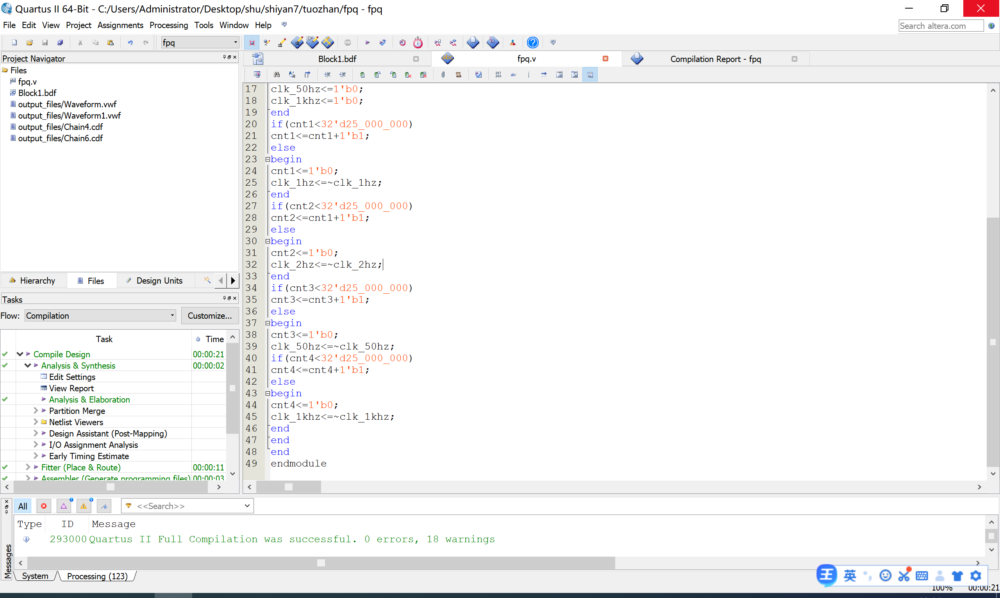 Quartus II 64-Bit - C:/Users/Administrator/Desktop/shu/shiyan7/tuozhan/fpq - fpq
File Edit View Project Assignments Processing Tools Window Help
Search altera.com
fpq
Project Navigator
Files
fpq.v
Block1.bdf
output_files/Waveform.vwf
output_files/Waveform1.vwf
output_files/Chain4.cdf
output_files/Chain6.cdf
Hierarchy Files Design Units
Tasks
Flow: Compilation Customize...
Task Time
Compile Design 00:00:21
Analysis & Synthesis 00:00:02
Edit Settings
View Report
Analysis & Elaboration
Partition Merge
Netlist Viewers
Design Assistant (Post-Mapping)
I/O Assignment Analysis
Early Timing Estimate
Fitter (Place & Route) 00:00:11
Assembler (Generate programming files) 00:00:03
Block1.bdf fpq.v Compilation Report - fpq
17 clk_50hz<=1'b0;
18 clk_1khz<=1'b0;
19 end
20 if(cnt1<32'd25_000_000)
21 cnt1<=cnt1+1'b1;
22 else
23 begin
24 cnt1<=1'b0;
25 clk_1hz<=~clk_1hz;
26 end
27 if(cnt2<32'd25_000_000)
28 cnt2<=cnt1+1'b1;
29 else
30 begin
31 cnt2<=1'b0;
32 clk_2hz<=~clk_2hz;
33 end
34 if(cnt3<32'd25_000_000)
35 cnt3<=cnt3+1'b1;
36 else
37 begin
38 cnt3<=1'b0;
39 clk_50hz<=~clk_50hz;
40 if(cnt4<32'd25_000_000)
41 cnt4<=cnt4+1'b1;
42 else
43 begin
44 cnt4<=1'b0;
45 clk_1khz<=~clk_1khz;
46 end
47 end
48 end
49 endmodule
All 7 9 <<Search>>
Type ID Message
293000 Quartus II Full Compilation was successful. 0 errors, 18 warnings
Messages
System Processing (123)
王 英
100% 00:00:21